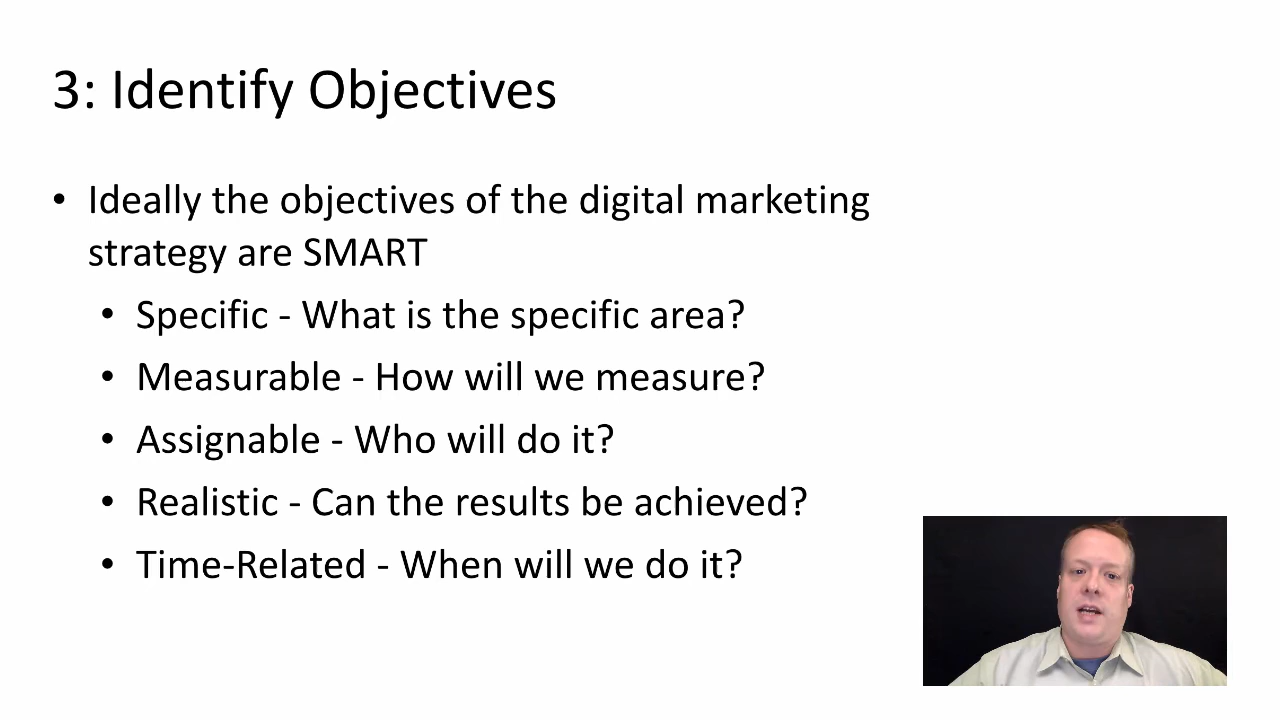 3: Identify Objectives
• Ideally the objectives of the digital marketing
strategy are SMART
• Specific - What is the specific area?
• Measurable - How will we measure?
• Assignable - Who will do it?
• Realistic - Can the results be achieved?
• Time-Related - When will we do it?